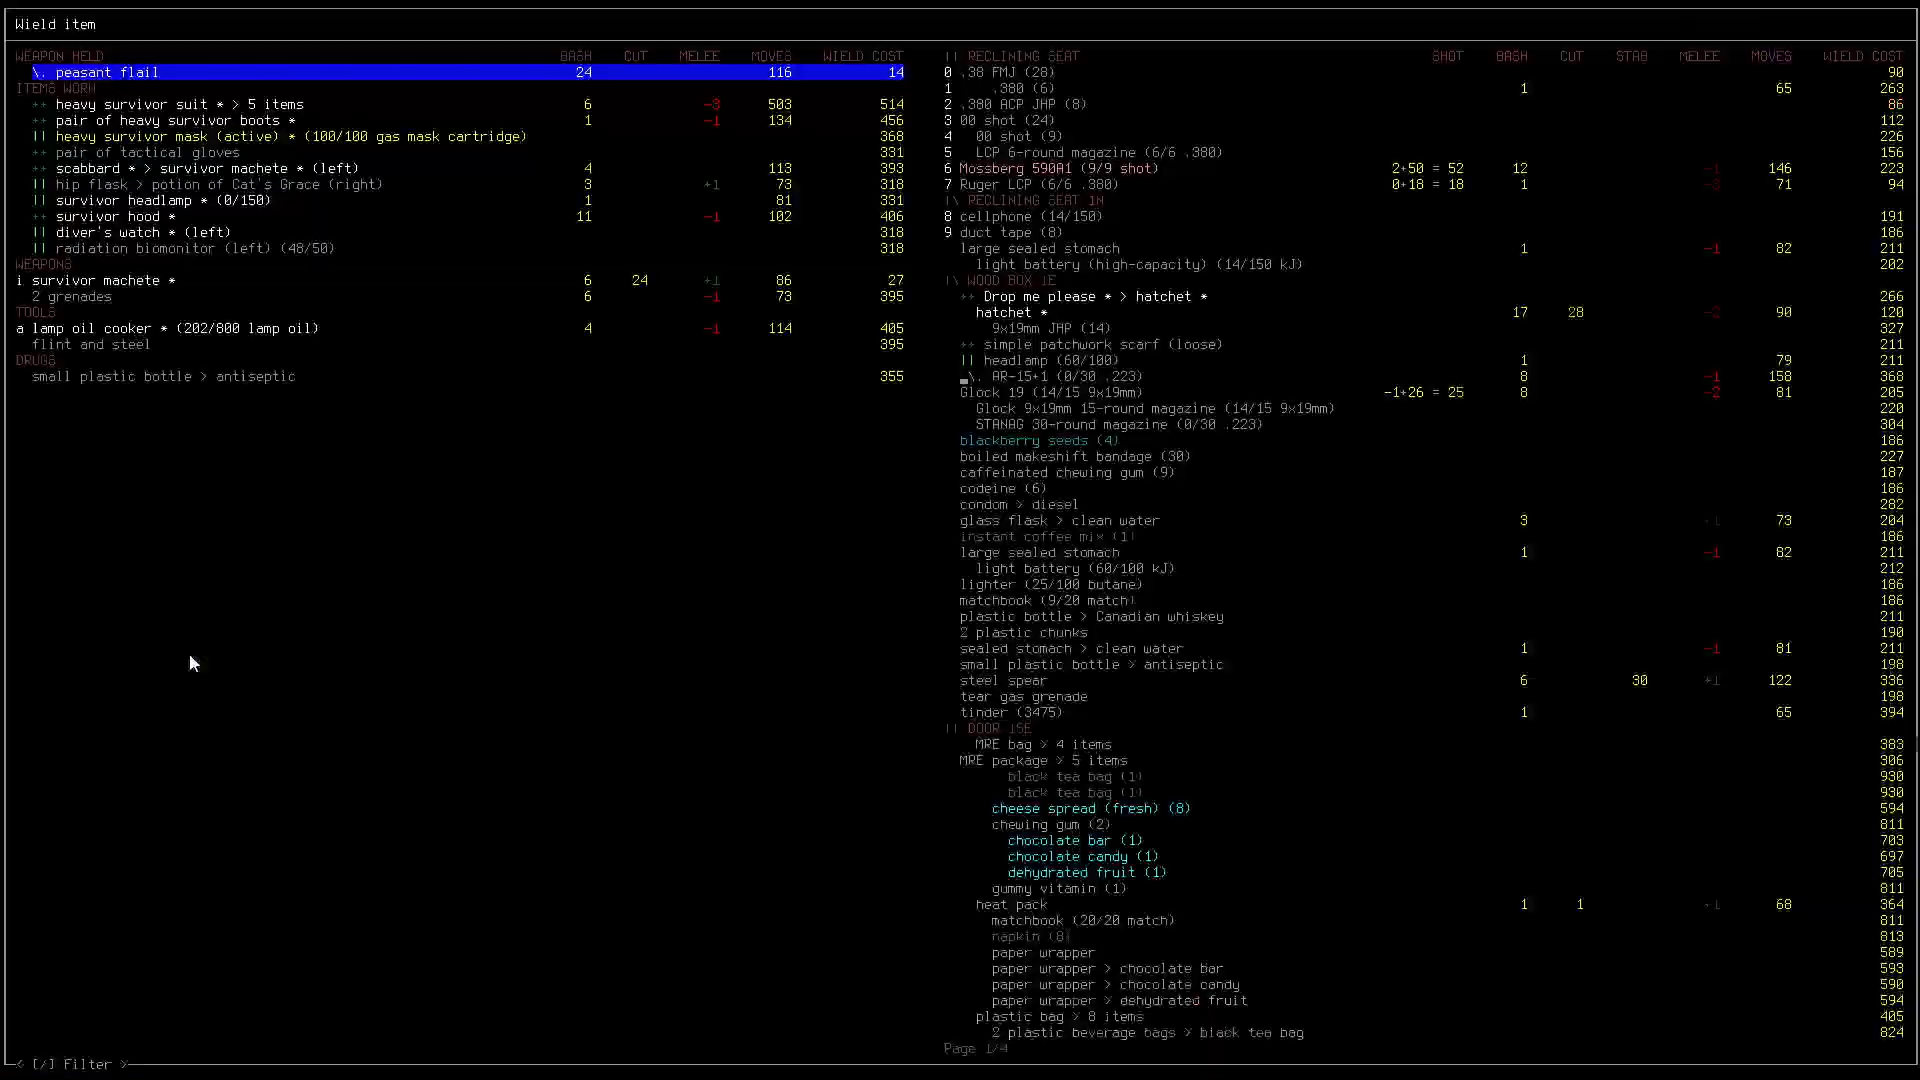 Wield item
WEAPON HELD BASH CUT MELEE MOVES WIELD COST
\. peasant flail 24 116 14
ITEMS WORN
++ heavy survivor suit * > 5 items 6 -3 503 514
++ pair of heavy survivor boots * 1 -1 134 456
|| heavy survivor mask (active) * (100/100 gas mask cartridge) 368
++ pair of tactical gloves 331
++ scabbard * > survivor machete * (left) 4 113 393
|| hip flask > potion of Cat's Grace (right) 3 +1 73 318
|| survivor headlamp * (0/150) 1 81 331
++ survivor hood * 11 -1 102 406
|| diver's watch * (left) 318
|| radiation biomonitor (left) (48/50) 318
WEAPONS
i survivor machete * 6 24 +1 86 27
2 grenades 6 -1 73 395
TOOLS
a lamp oil cooker * (202/800 lamp oil) 4 -1 114 405
flint and steel 395
DRUGS
small plastic bottle > antiseptic 355
|| RECLINING SEAT SHOT BASH CUT STAB MELEE MOVES WIELD COST
0 .38 FMJ (28) 90
1 .380 (6) 1 65 263
2 .380 ACP JHP (8) 86
3 00 shot (24) 112
4 00 shot (9) 226
5 LCP 6-round magazine (6/6 .380) 156
6 Mossberg 590A1 (9/9 shot) 2+50 = 52 12 -1 146 223
7 Ruger LCP (6/6 .380) 0+18 = 18 1 -3 71 94
|\ RECLINING SEAT 1N
8 cellphone (14/150) 191
9 duct tape (8) 186
large sealed stomach 1 -1 82 211
light battery (high-capacity) (14/150 kJ) 202
|\ WOOD BOX 1E
++ Drop me please * > hatchet * 266
hatchet * 17 28 -2 90 120
9x19mm JHP (14) 327
++ simple patchwork scarf (loose) 211
|| headlamp (60/100) 1 79 211
\. AR-15+1 (0/30 .223) 8 -1 158 368
Glock 19 (14/15 9x19mm) -1+26 = 25 8 -2 81 205
Glock 9x19mm 15-round magazine (14/15 9x19mm) 220
STANAG 30-round magazine (0/30 .223) 304
blackberry seeds (4) 186
boiled makeshift bandage (30) 227
caffeinated chewing gum (9) 187
codeine (6) 186
condom > diesel 282
glass flask > clean water 3 -1 73 204
instant coffee mix (1) 186
large sealed stomach 1 -1 82 211
light battery (60/100 kJ) 212
lighter (25/100 butane) 186
matchbook (9/20 match) 186
plastic bottle > Canadian whiskey 211
2 plastic chunks 190
sealed stomach > clean water 1 -1 81 211
small plastic bottle > antiseptic 198
steel spear 6 30 +1 122 336
tear gas grenade 198
tinder (3475) 1 65 394
|| DOOR 1SE
MRE bag > 4 items 383
MRE package > 5 items 306
black tea bag (1) 930
black tea bag (1) 930
cheese spread (fresh) (8) 594
chewing gum (2) 811
chocolate bar (1) 703
chocolate candy (1) 697
dehydrated fruit (1) 705
gummy vitamin (1) 811
heat pack 1 1 -1 68 364
matchbook (20/20 match) 811
napkin (8) 813
paper wrapper 589
paper wrapper > chocolate bar 593
paper wrapper > chocolate candy 590
paper wrapper > dehydrated fruit 594
plastic bag > 8 items 405
2 plastic beverage bags > black tea bag 824
Page 1/4
< [/] Filter >